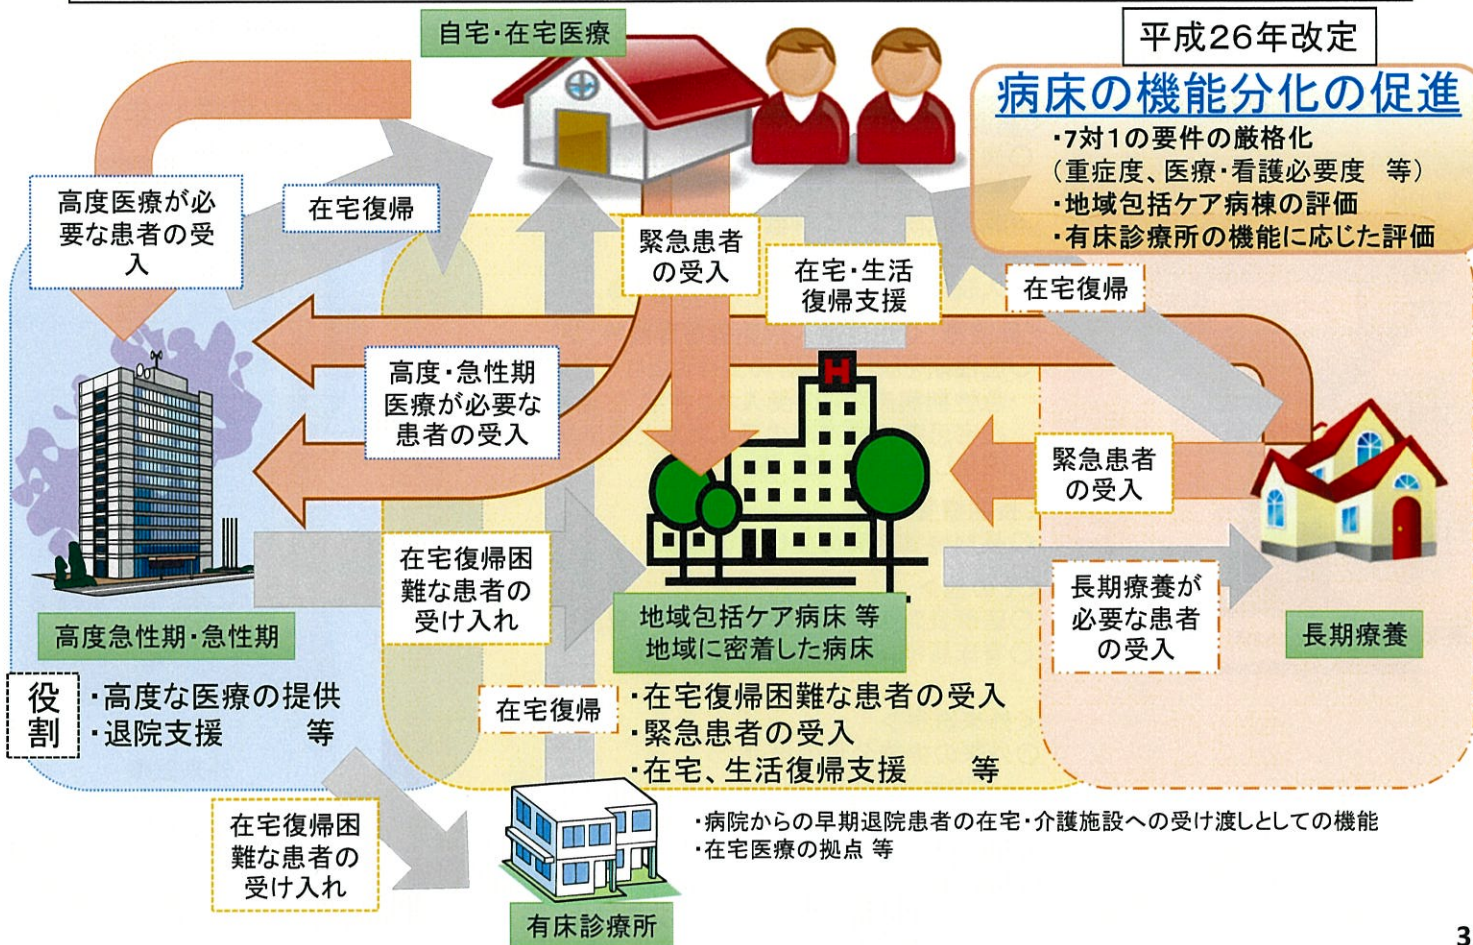 自宅・在宅医療
平成26年改定
病床の機能分化の促進
・7対1の要件の厳格化
（重症度、医療・看護必要度　等）
・地域包括ケア病棟の評価
・有床診療所の機能に応じた評価
高度医療が必
要な患者の受
入
在宅復帰
緊急患者
の受入
在宅・生活
復帰支援
在宅復帰
高度・急性期
医療が必要な
患者の受入
H
緊急患者
の受入
在宅復帰困
難な患者の
受け入れ
長期療養が
必要な患者
の受入
高度急性期・急性期
地域包括ケア病床 等
地域に密着した病床
長期療養
役
割
・高度な医療の提供
・退院支援　　　等
在宅復帰
・在宅復帰困難な患者の受入
・緊急患者の受入
・在宅、生活復帰支援　　等
在宅復帰困
難な患者の
受け入れ
・病院からの早期退院患者の在宅・介護施設への受け渡しとしての機能
・在宅医療の拠点 等
有床診療所
3